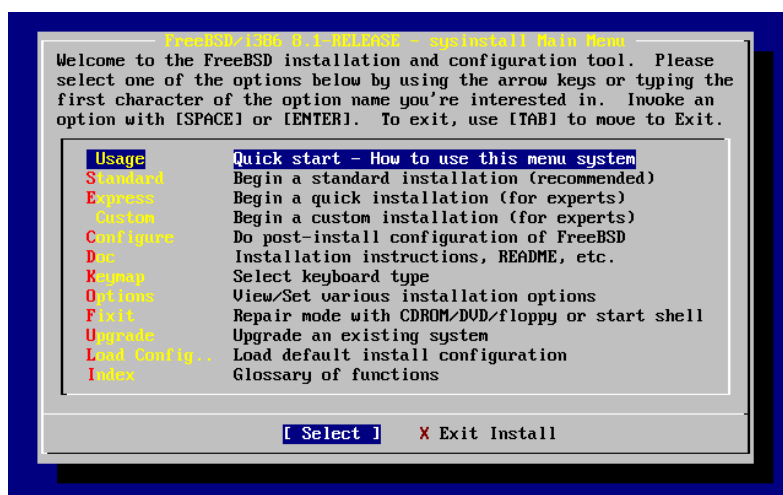 FreeBSD/i386 8.1-RELEASE - sysinstall Main Menu
Welcome to the FreeBSD installation and configuration tool.  Please
select one of the options below by using the arrow keys or typing the
first character of the option name you're interested in.  Invoke an
option with [SPACE] or [ENTER].  To exit, use [TAB] to move to Exit.
Usage Quick start - How to use this menu system
Standard Begin a standard installation (recommended)
Express Begin a quick installation (for experts)
Custom Begin a custom installation (for experts)
Configure Do post-install configuration of FreeBSD
Doc Installation instructions, README, etc.
Keymap Select keyboard type
Options View/Set various installation options
Fixit Repair mode with CDROM/DVD/floppy or start shell
Upgrade Upgrade an existing system
Load Config.. Load default install configuration
Index Glossary of functions
[ Select ] X Exit Install